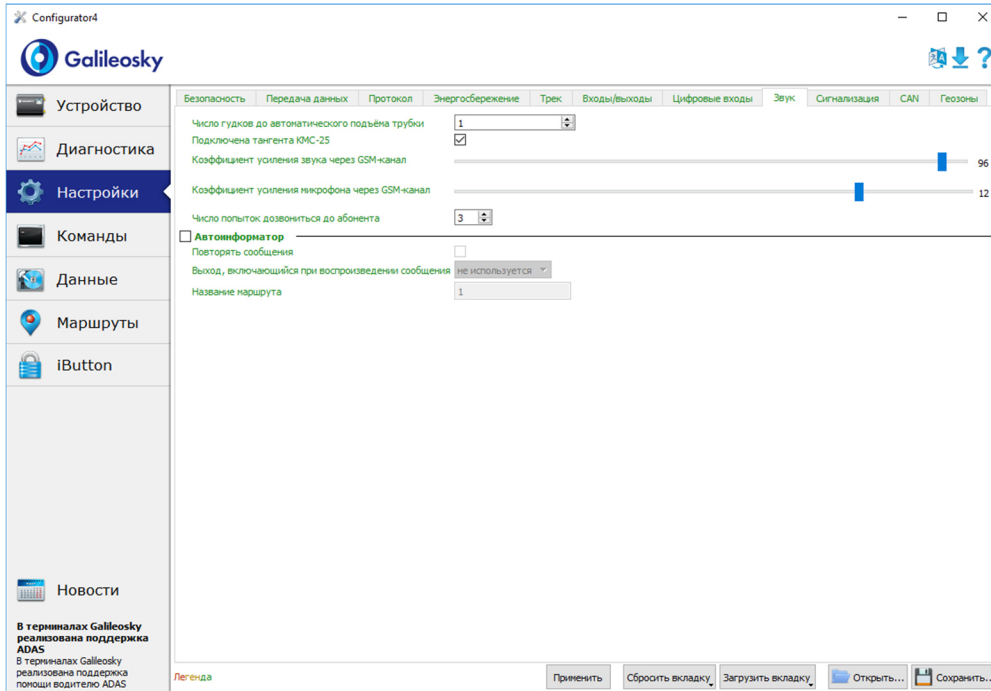 Configurator4
Galileosky
Устройство
Диагностика
Настройки
Команды
Данные
Маршруты
iButton
Новости
В терминалах Galileosky
реализована поддержка
ADAS
В терминалах Galileosky
реализована поддержка
помощи водителю ADAS
Безопасность Передача данных Протокол Энергосбережение Трек Входы/выходы Цифровые входы Звук Сигнализация CAN Геозоны
Число гудков до автоматического подъёма трубки 1
Подключена тангента КМС-25
Коэффициент усиления звука через GSM-канал 96
Коэффициент усиления микрофона через GSM-канал 12
Число попыток дозвониться до абонента 3
Автоинформатор
Повторять сообщения
Выход, включающийся при воспроизведении сообщения не используется
Название маршрута 1
Легенда Применить Сбросить вкладку Загрузить вкладку Открыть... Сохранить...